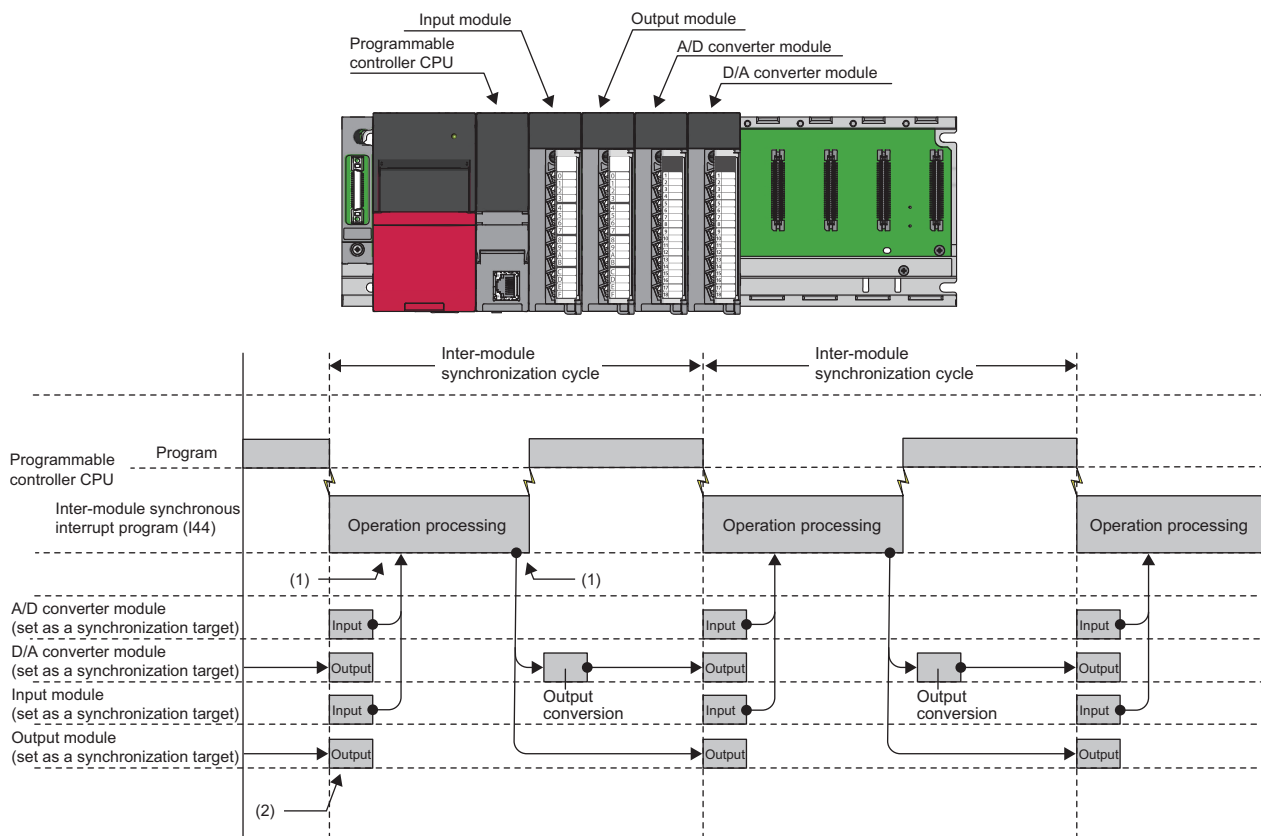 Input module
Output module
Programmable
controller CPU
A/D converter module
D/A converter module
Inter-module
synchronization cycle
Inter-module
synchronization cycle
Programmable
controller CPU
Program
Inter-module synchronous
interrupt program (I44)
Operation processing
Operation processing
Operation processing
(1)
(1)
A/D converter module
(set as a synchronization target)
Input
Input
Input
D/A converter module
(set as a synchronization target)
Output
Output
Output
Output
conversion
Output
conversion
Input module
(set as a synchronization target)
Input
Input
Input
Output module
(set as a synchronization target)
Output
Output
Output
(2)